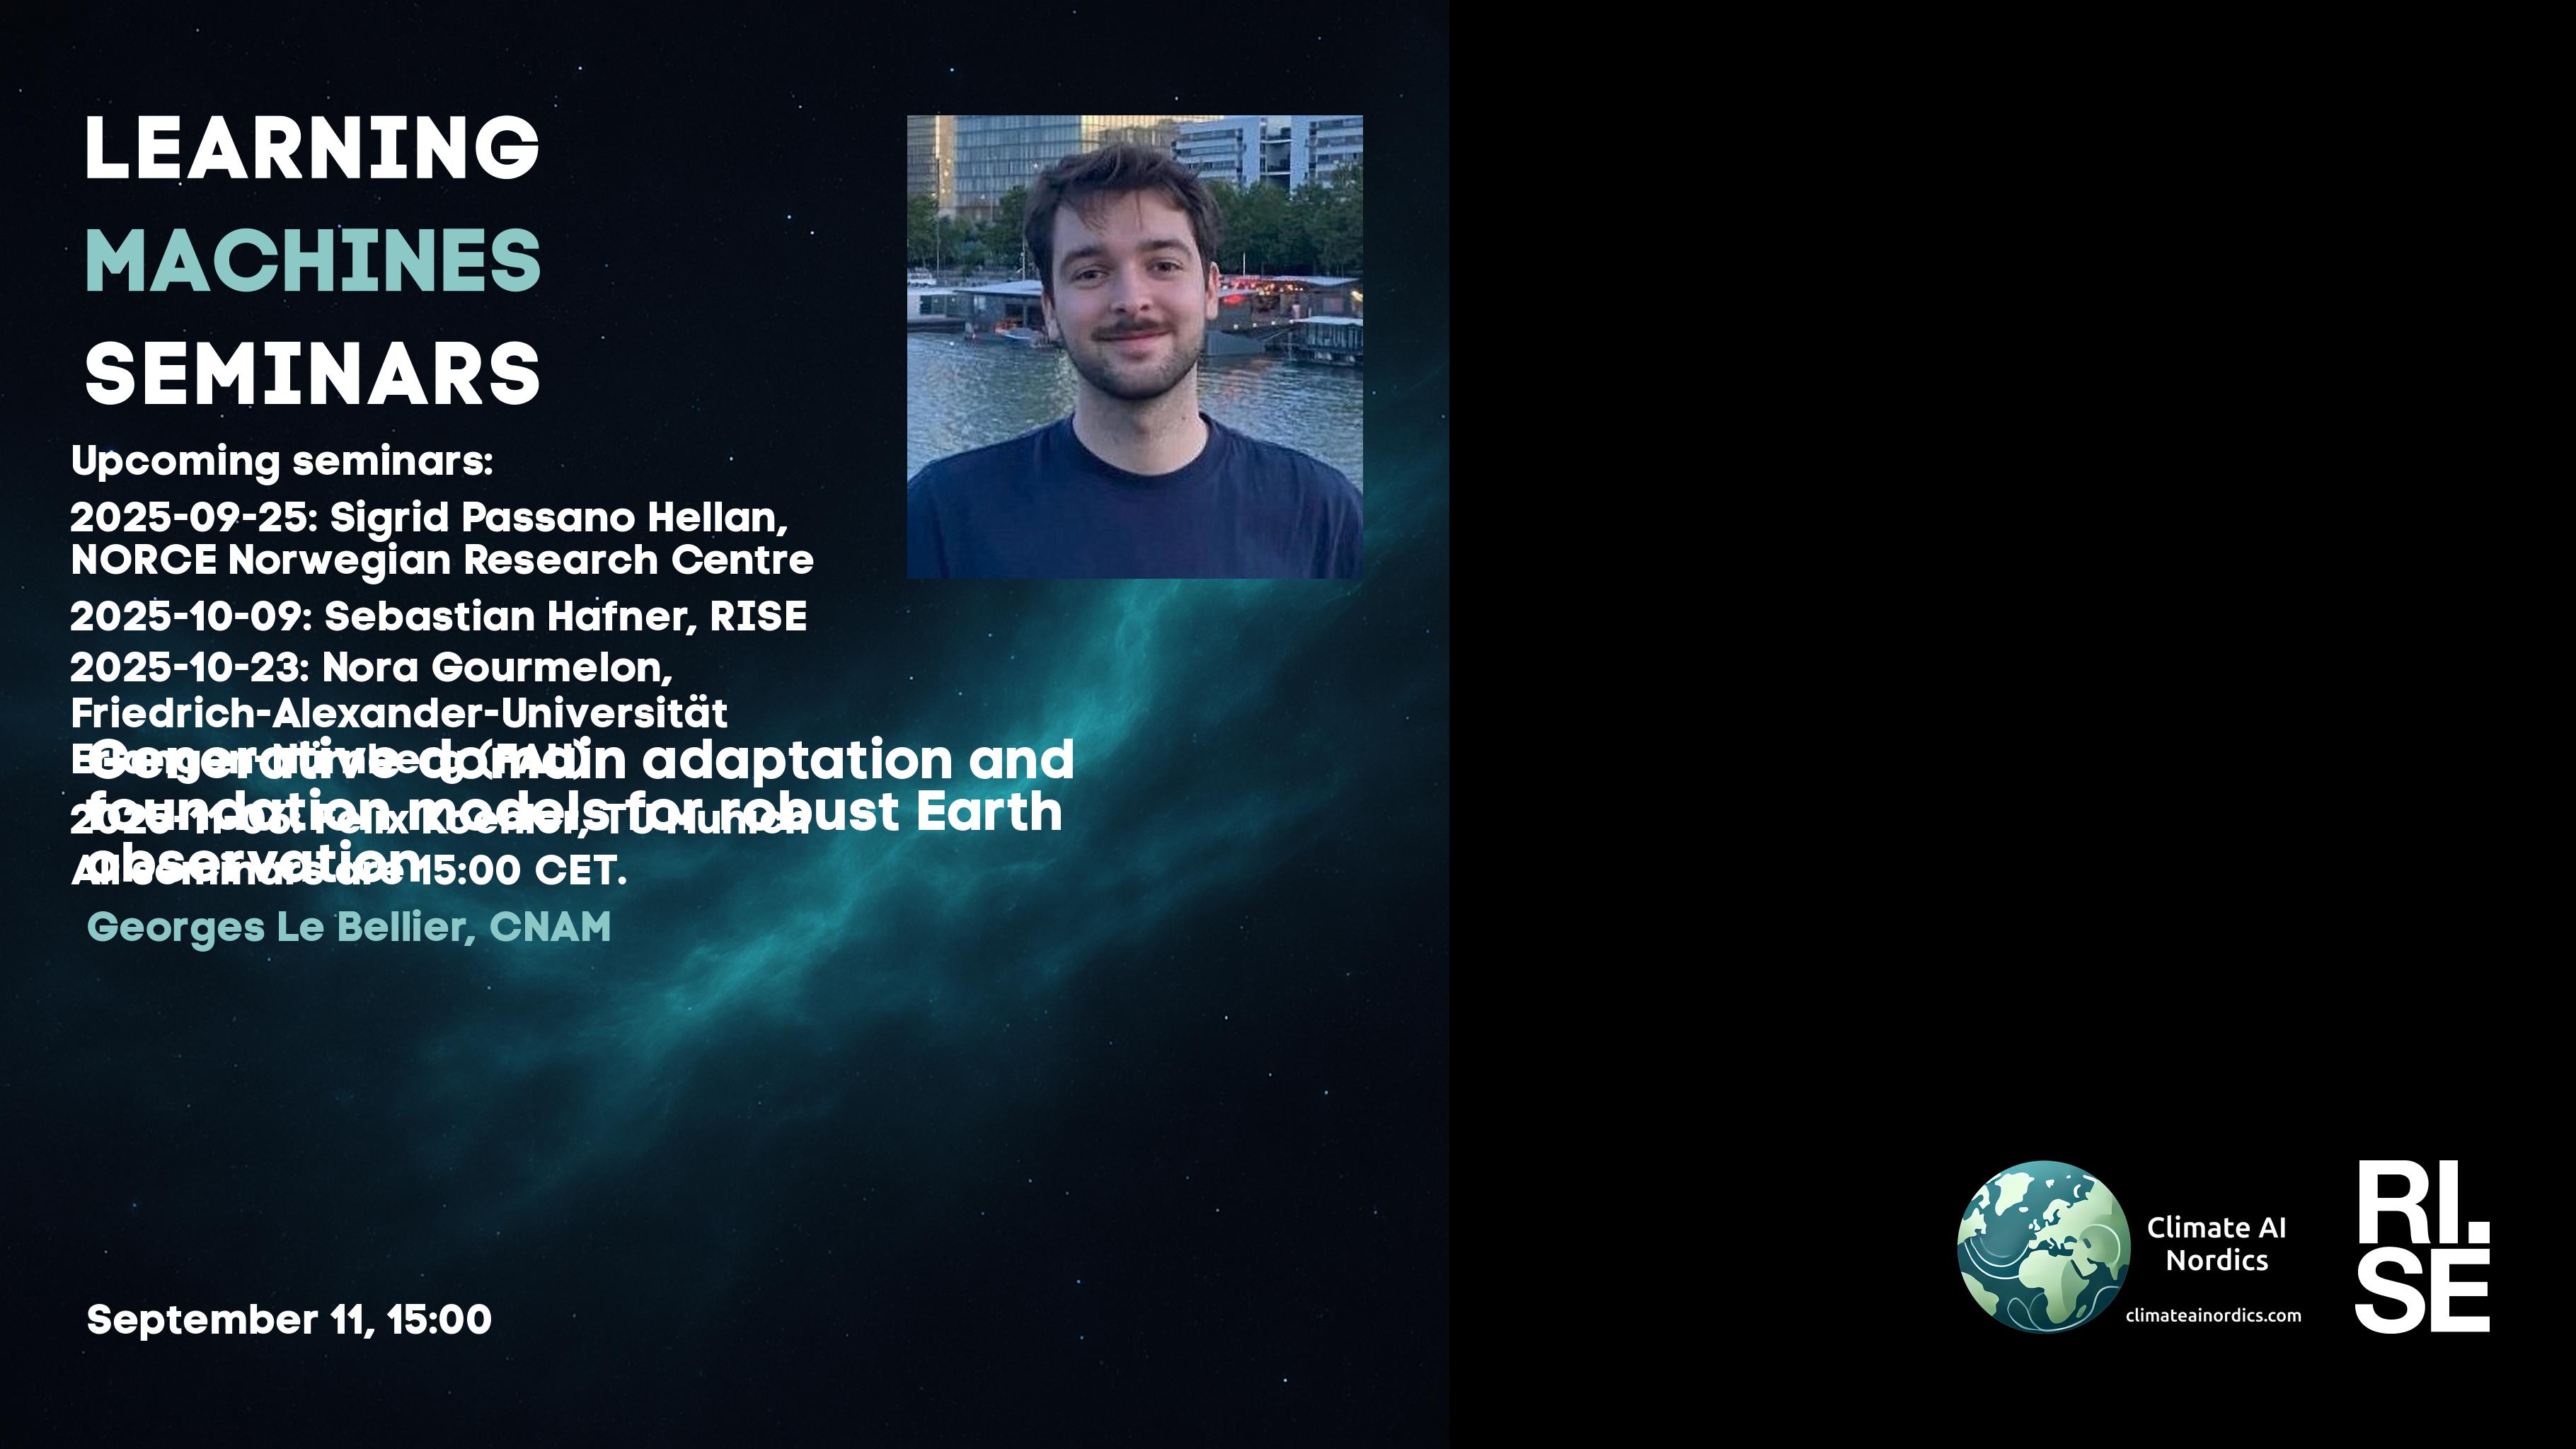 LEARNING
MACHINES
SEMINARS
Upcoming seminars:
2025-09-25: Sigrid Passano Hellan,
NORCE Norwegian Research Centre
2025-10-09: Sebastian Hafner, RISE
2025-10-23: Nora Gourmelon,
Friedrich-Alexander-Universität
Erlangen-Nürnberg (FAU)
Generative domain adaptation and
foundation models for robust Earth
observation
2025-11-06: Felix Koehler, TU Munich
All seminars are 15:00 CET.
Georges Le Bellier, CNAM
September 11, 15:00
Climate AI
Nordics
climateainordics.com
RI.
SE